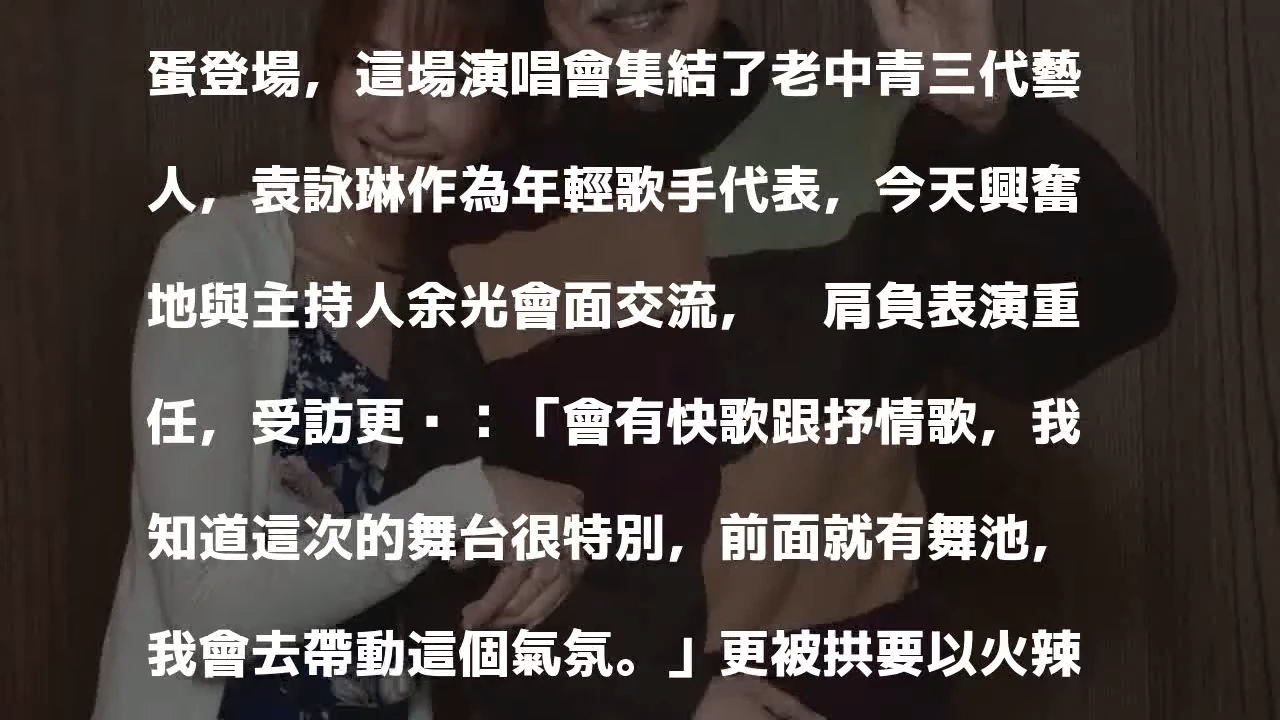 蛋登場，這場演唱會集結了老中青三代藝
人，袁詠琳作為年輕歌手代表，今天興奮
地與主持人余光會面交流，　肩負表演重
任，受訪更▪：「會有快歌跟抒情歌，我
知道這次的舞台很特別，前面就有舞池，
我會去帶動這個氣氛。」更被拱要以火辣